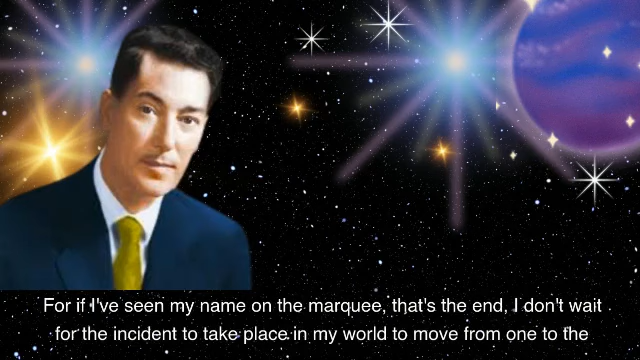 For if I've seen my name on the marquee, that's the end, I don't wait
for the incident to take place in my world to move from one to the